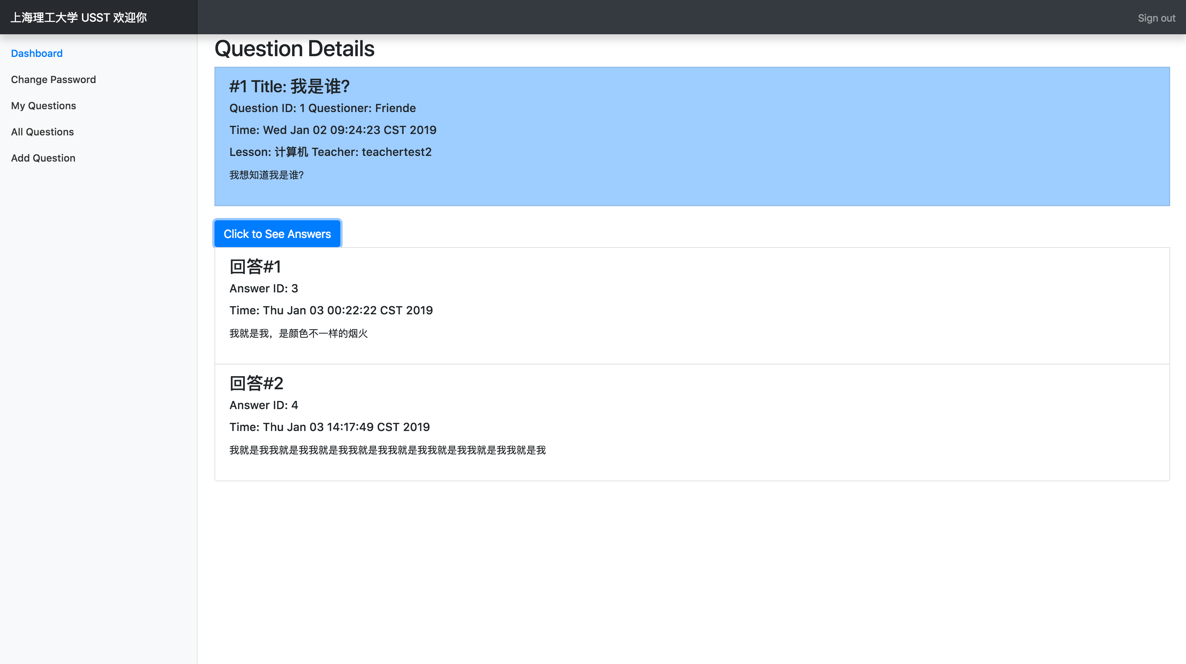 上海理工大学 USST 欢迎你
Sign out
Dashboard
Change Password
My Questions
All Questions
Add Question
Question Details
#1 Title: 我是谁?
Question ID: 1 Questioner: Friende
Time: Wed Jan 02 09:24:23 CST 2019
Lesson: 计算机 Teacher: teachertest2
我想知道我是谁?
Click to See Answers
回答#1
Answer ID: 3
Time: Thu Jan 03 00:22:22 CST 2019
我就是我，是颜色不一样的烟火
回答#2
Answer ID: 4
Time: Thu Jan 03 14:17:49 CST 2019
我就是我我就是我我就是我我就是我我就是我我就是我我就是我我就是我